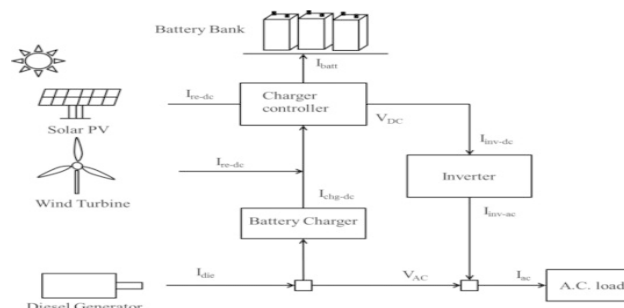 Battery Bank
I_batt
I_re-dc
Charger
controller
V_DC
Solar PV
I_inv-dc
I_re-dc
Inverter
I_chg-dc
Wind Turbine
Battery Charger
I_inv-ac
I_die
V_AC
I_ac
A.C. load
Diesel Generator